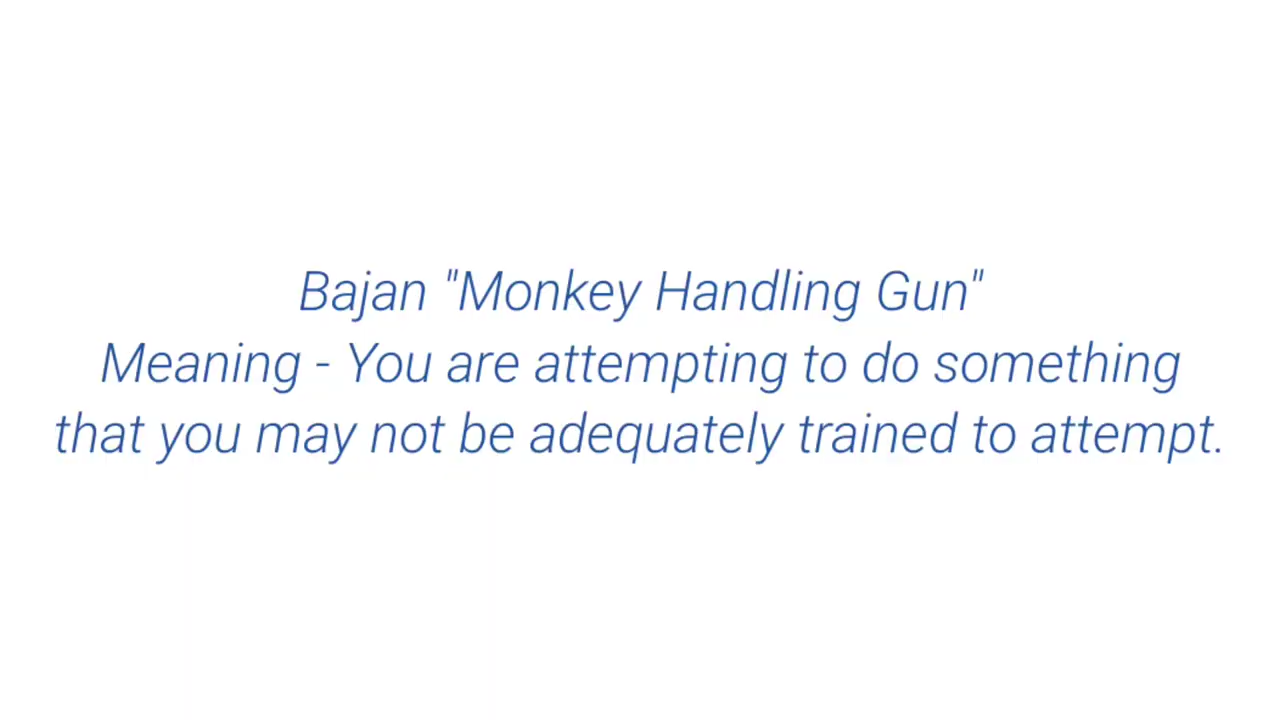 Bajan "Monkey Handling Gun"
Meaning - You are attempting to do something
that you may not be adequately trained to attempt.